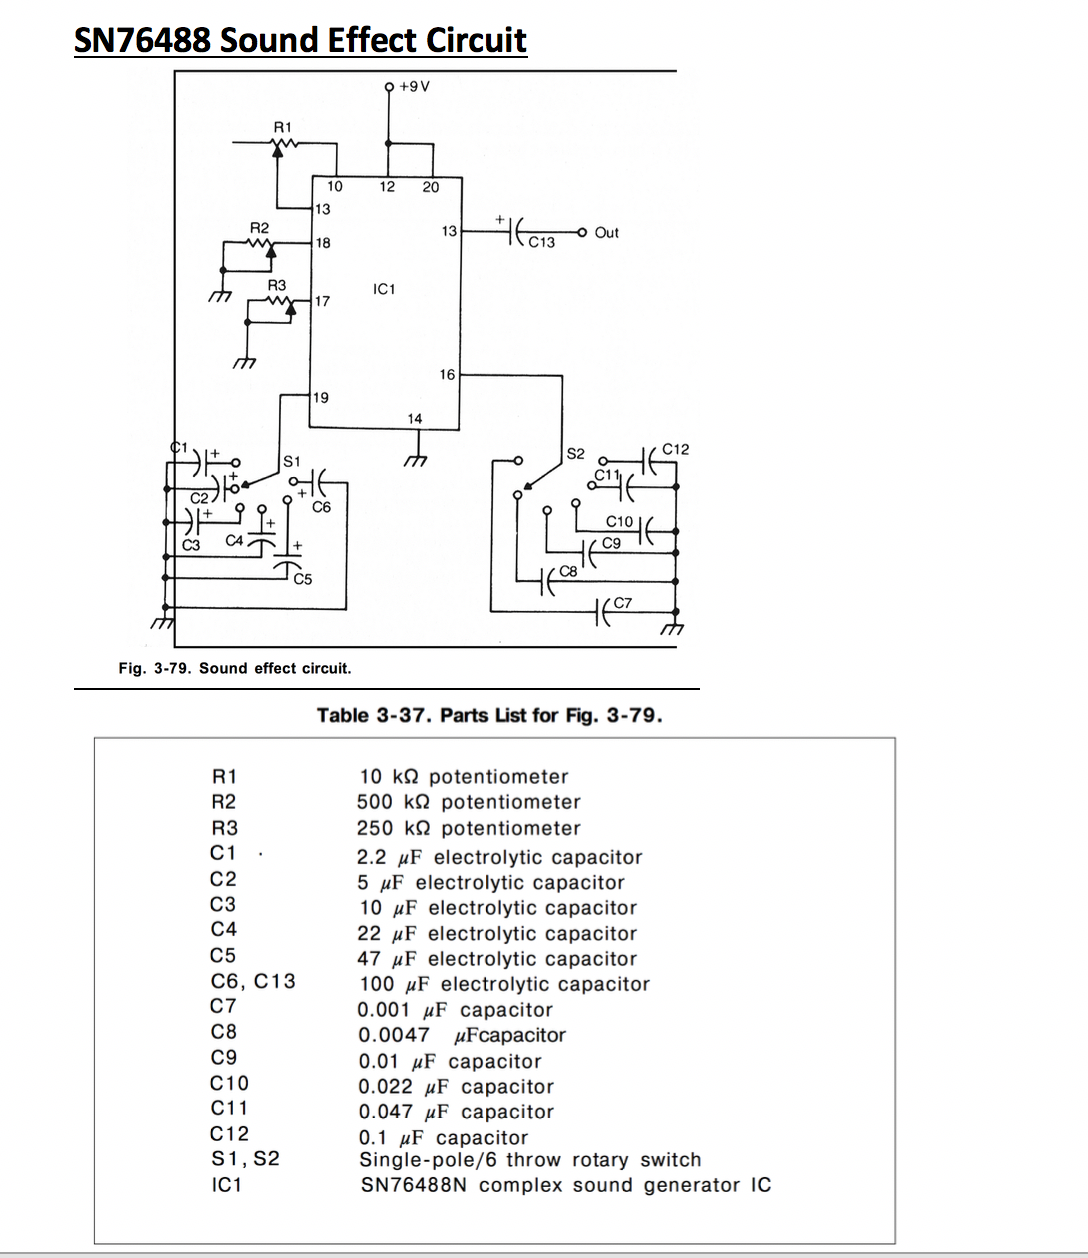 SN76488 Sound Effect Circuit
+9V
R1
10 12 20
13
R2
18
13 + C13 Out
R3
17
IC1
16
19
14
C1 +
S1
S2
C12
+
C2
+
C6
C11
+
C3
C4 +
C10
C9
+
C5
C8
C7
Fig. 3-79. Sound effect circuit.
Table 3-37. Parts List for Fig. 3-79.
R1 10 kΩ potentiometer
R2 500 kΩ potentiometer
R3 250 kΩ potentiometer
C1 2.2 µF electrolytic capacitor
C2 5 µF electrolytic capacitor
C3 10 µF electrolytic capacitor
C4 22 µF electrolytic capacitor
C5 47 µF electrolytic capacitor
C6, C13 100 µF electrolytic capacitor
C7 0.001 µF capacitor
C8 0.0047 µFcapacitor
C9 0.01 µF capacitor
C10 0.022 µF capacitor
C11 0.047 µF capacitor
C12 0.1 µF capacitor
S1, S2 Single-pole/6 throw rotary switch
IC1 SN76488N complex sound generator IC